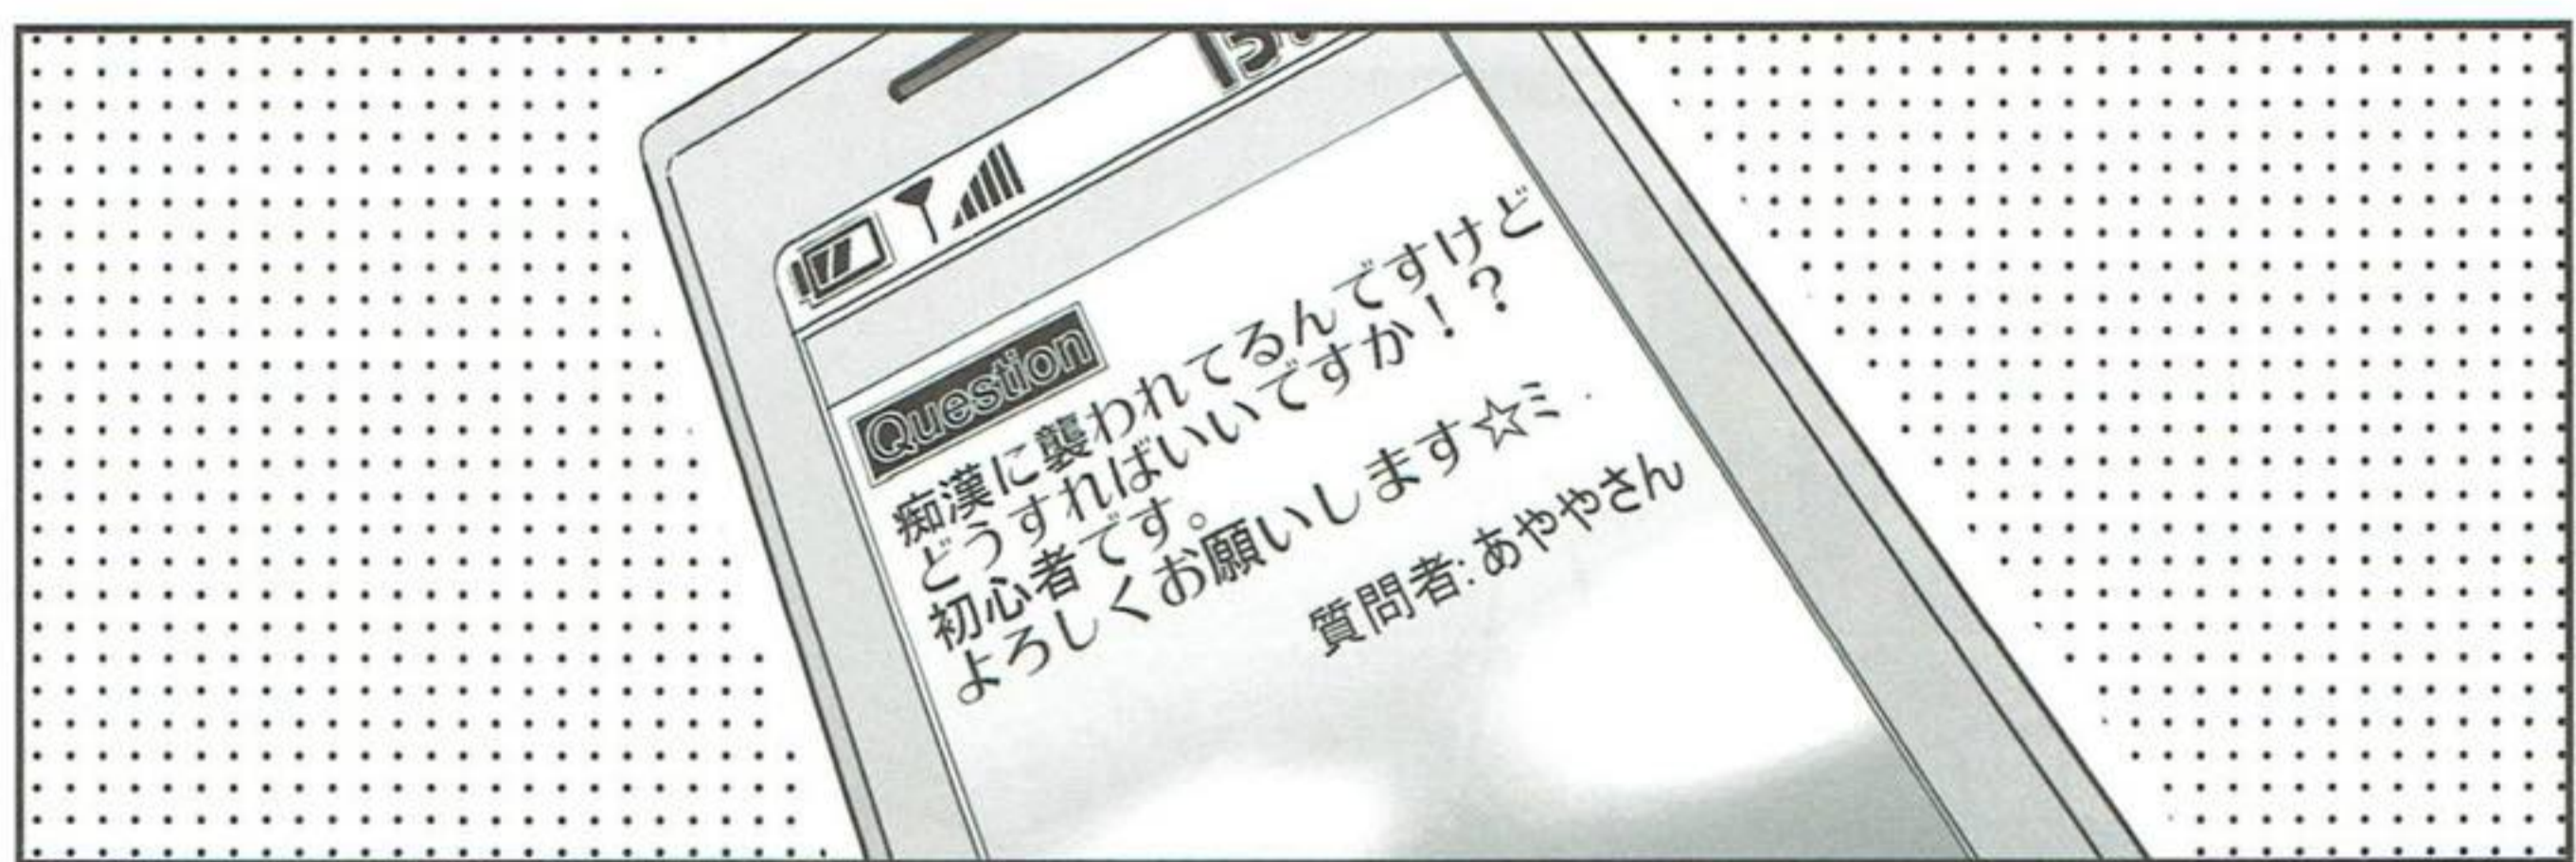 Question
痴漢に襲われてるんですけど
どうすればいいですか！？
初心者です。
よろしくお願いします☆ミ
質問者:あややさん